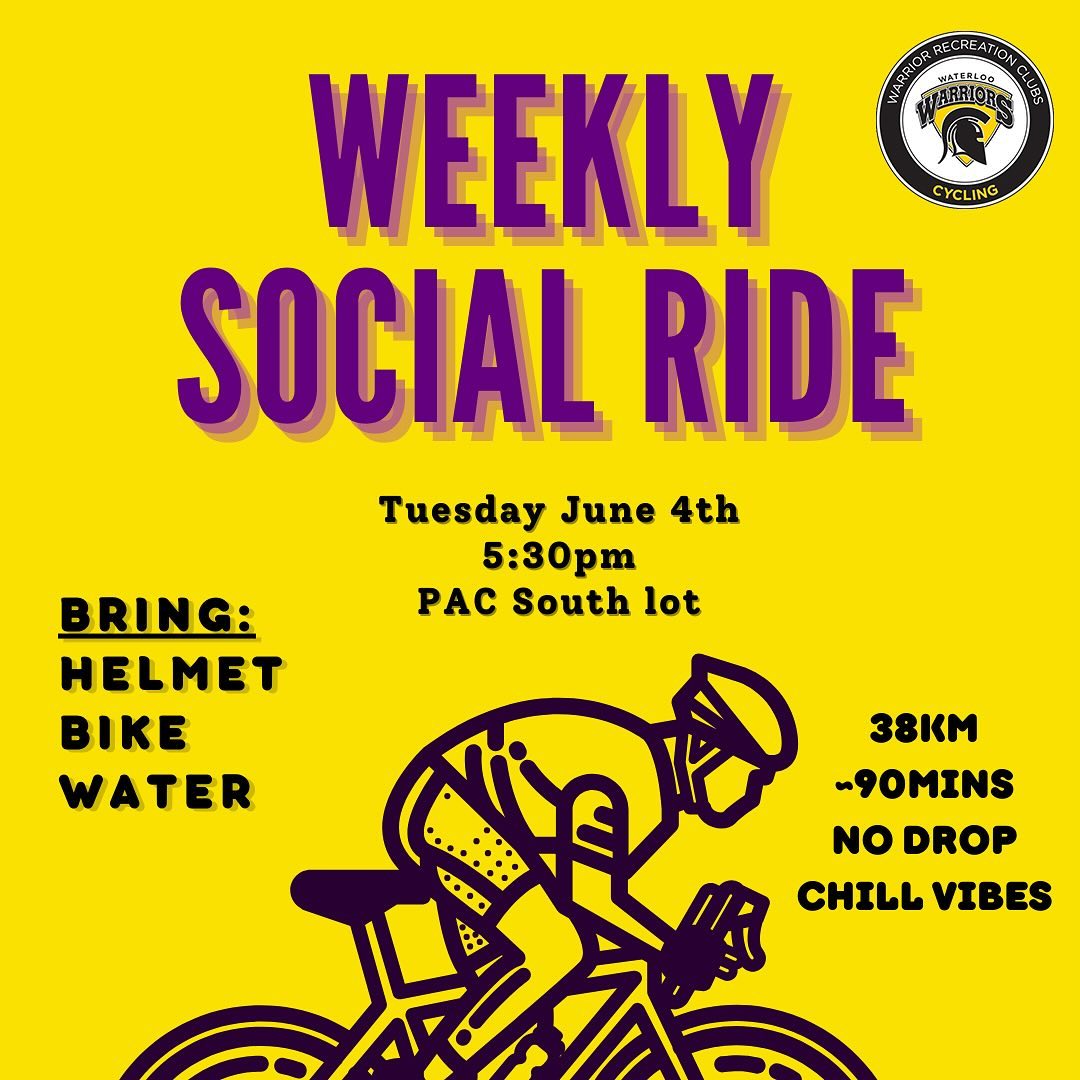 WARRIOR RECREATION CLUBS
WATERLOO
WARRIORS
CYCLING
WEEKLY
SOCIAL RIDE
Tuesday June 4th
5:30pm
PAC South lot
BRING:
HELMET
BIKE
WATER
38KM
~90MINS
NO DROP
CHILL VIBES